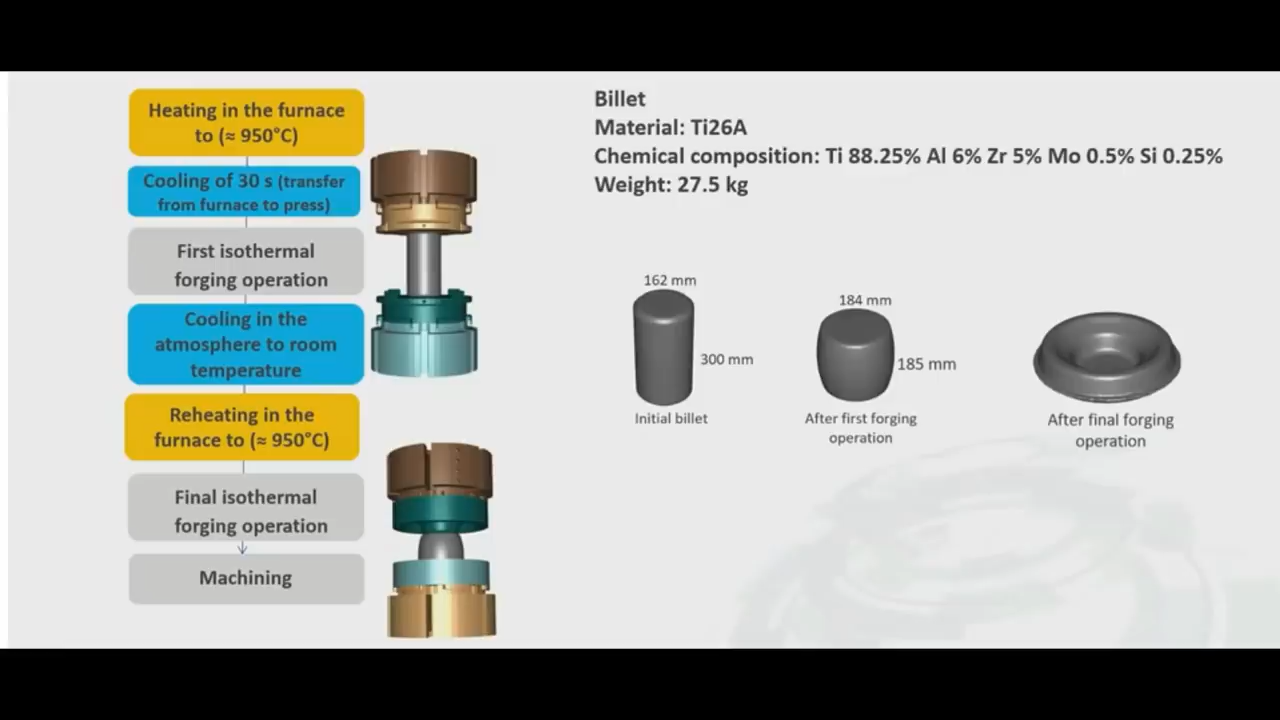 Heating in the furnace
to (≈ 950°C)
Cooling of 30 s (transfer
from furnace to press)
First isothermal
forging operation
Cooling in the
atmosphere to room
temperature
Reheating in the
furnace to (≈ 950°C)
Final isothermal
forging operation
Machining
Billet
Material: Ti26A
Chemical composition: Ti 88.25% Al 6% Zr 5% Mo 0.5% Si 0.25%
Weight: 27.5 kg
162 mm
300 mm
Initial billet
184 mm
185 mm
After first forging
operation
After final forging
operation